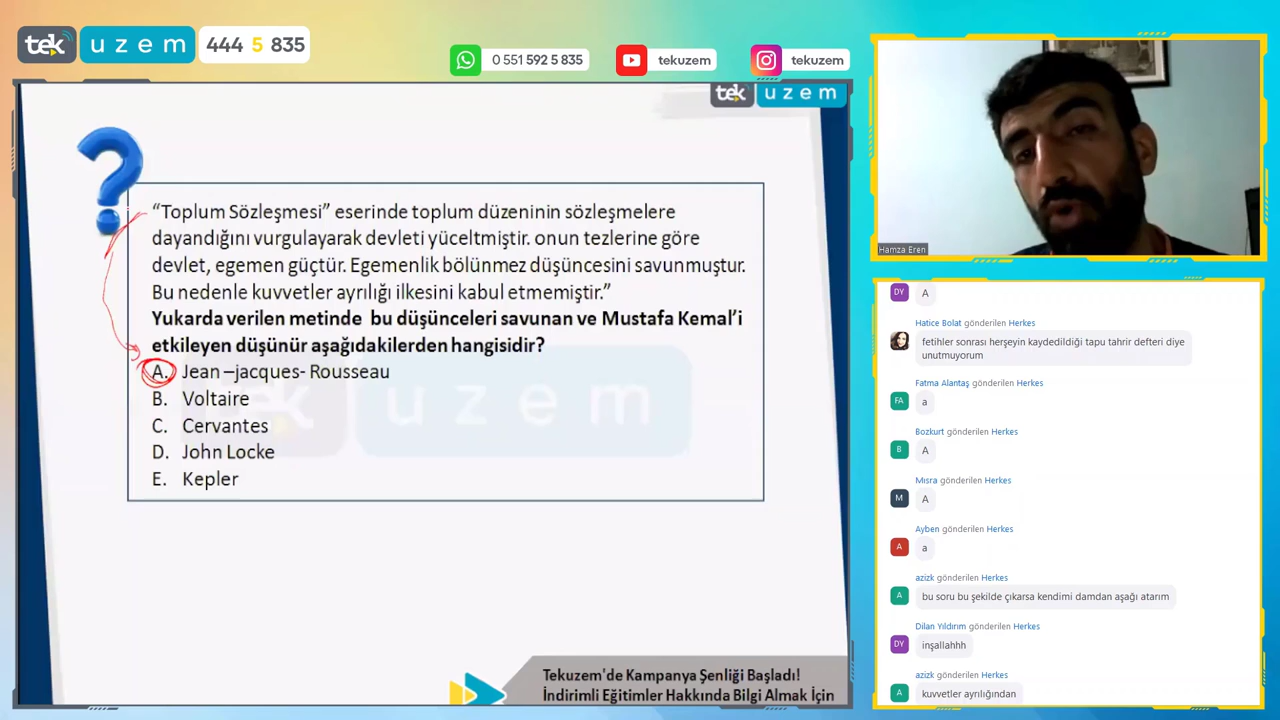 tek uzem 444 5 835
0 551 592 5 835
tekuzem
tekuzem
tek uzem
“Toplum Sözleşmesi” eserinde toplum düzeninin sözleşmelere
dayandığını vurgulayarak devleti yüceltmiştir. onun tezlerine göre
devlet, egemen güçtür. Egemenlik bölünmez düşüncesini savunmuştur.
Bu nedenle kuvvetler ayrılığı ilkesini kabul etmemiştir.”
Yukarda verilen metinde bu düşünceleri savunan ve Mustafa Kemal’i
etkileyen düşünür aşağıdakilerden hangisidir?
A. Jean –jacques- Rousseau
B. Voltaire
C. Cervantes
D. John Locke
E. Kepler
tek uzem
Tekuzem'de Kampanya Şenliği Başladı!
İndirimli Eğitimler Hakkında Bilgi Almak İçin
Hamza Eren
DY
A
Hatice Bolat gönderilen Herkes
fetihler sonrası herşeyin kaydedildiği tapu tahrir defteri diye
unutmuyorum
Fatma Alantaş gönderilen Herkes
FA
a
Bozkurt gönderilen Herkes
B
A
Mısra gönderilen Herkes
M
A
Ayben gönderilen Herkes
A
a
azizk gönderilen Herkes
A
bu soru bu şekilde çıkarsa kendimi damdan aşağı atarım
Dilan Yıldırım gönderilen Herkes
DY
inşallahhh
azizk gönderilen Herkes
A
kuvvetler ayrılığından